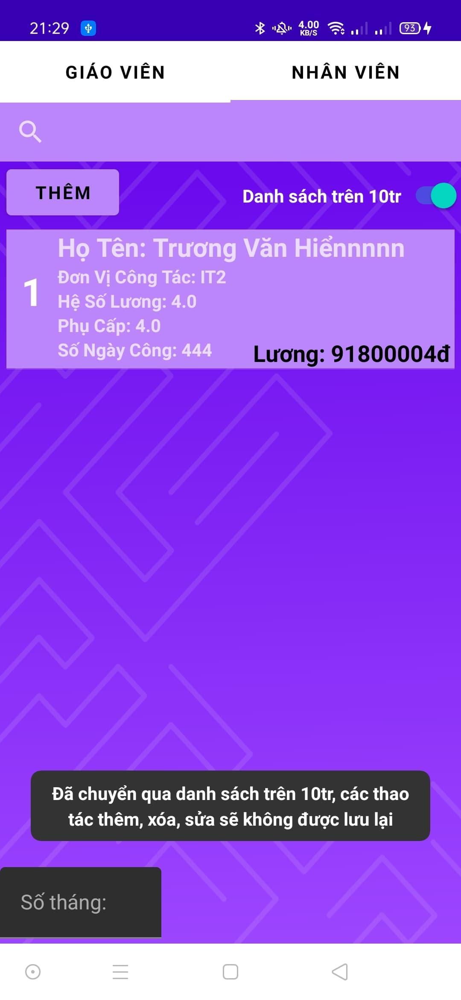 21:29
4.00
KB/S
93
GIÁO VIÊN
NHÂN VIÊN
THÊM
Danh sách trên 10tr
Họ Tên: Trương Văn Hiểnnnnn
1
Đơn Vị Công Tác: IT2
Hệ Số Lương: 4.0
Phụ Cấp: 4.0
Số Ngày Công: 444
Lương: 91800004đ
Đã chuyển qua danh sách trên 10tr, các thao
tác thêm, xóa, sửa sẽ không được lưu lại
Số tháng: